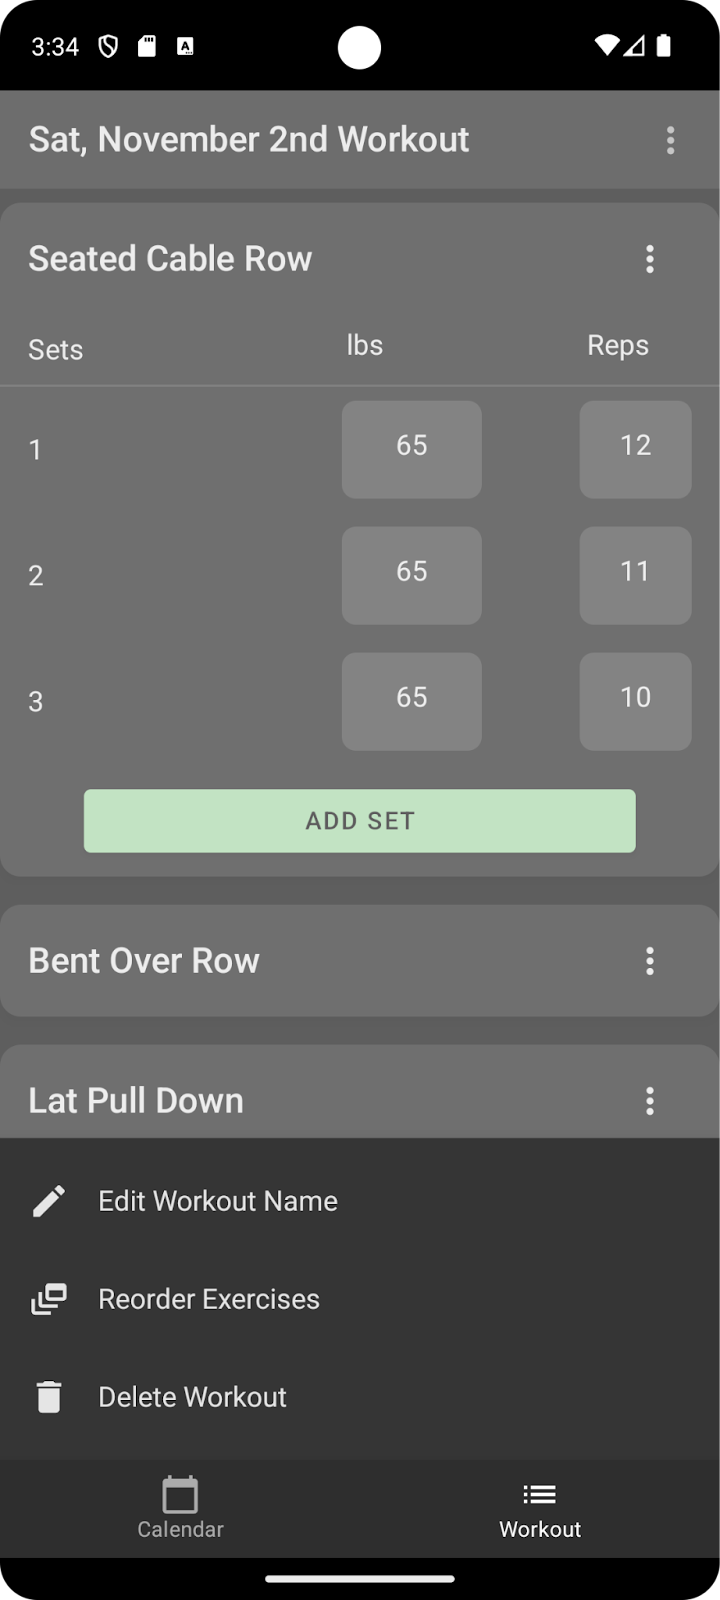 3:34
Sat, November 2nd Workout
Seated Cable Row
Sets lbs Reps
1 65 12
2 65 11
3 65 10
ADD SET
Bent Over Row
Lat Pull Down
Edit Workout Name
Reorder Exercises
Delete Workout
Calendar Workout